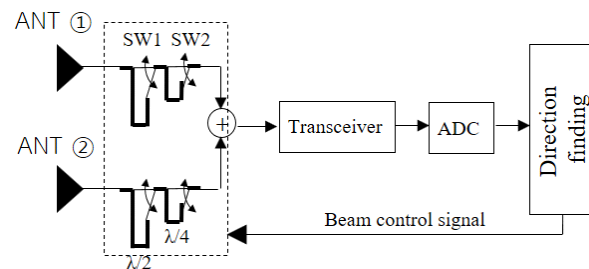 ANT ①
SW1 SW2
+
Transceiver
ADC
Direction
finding
ANT ②
λ/4
λ/2
Beam control signal